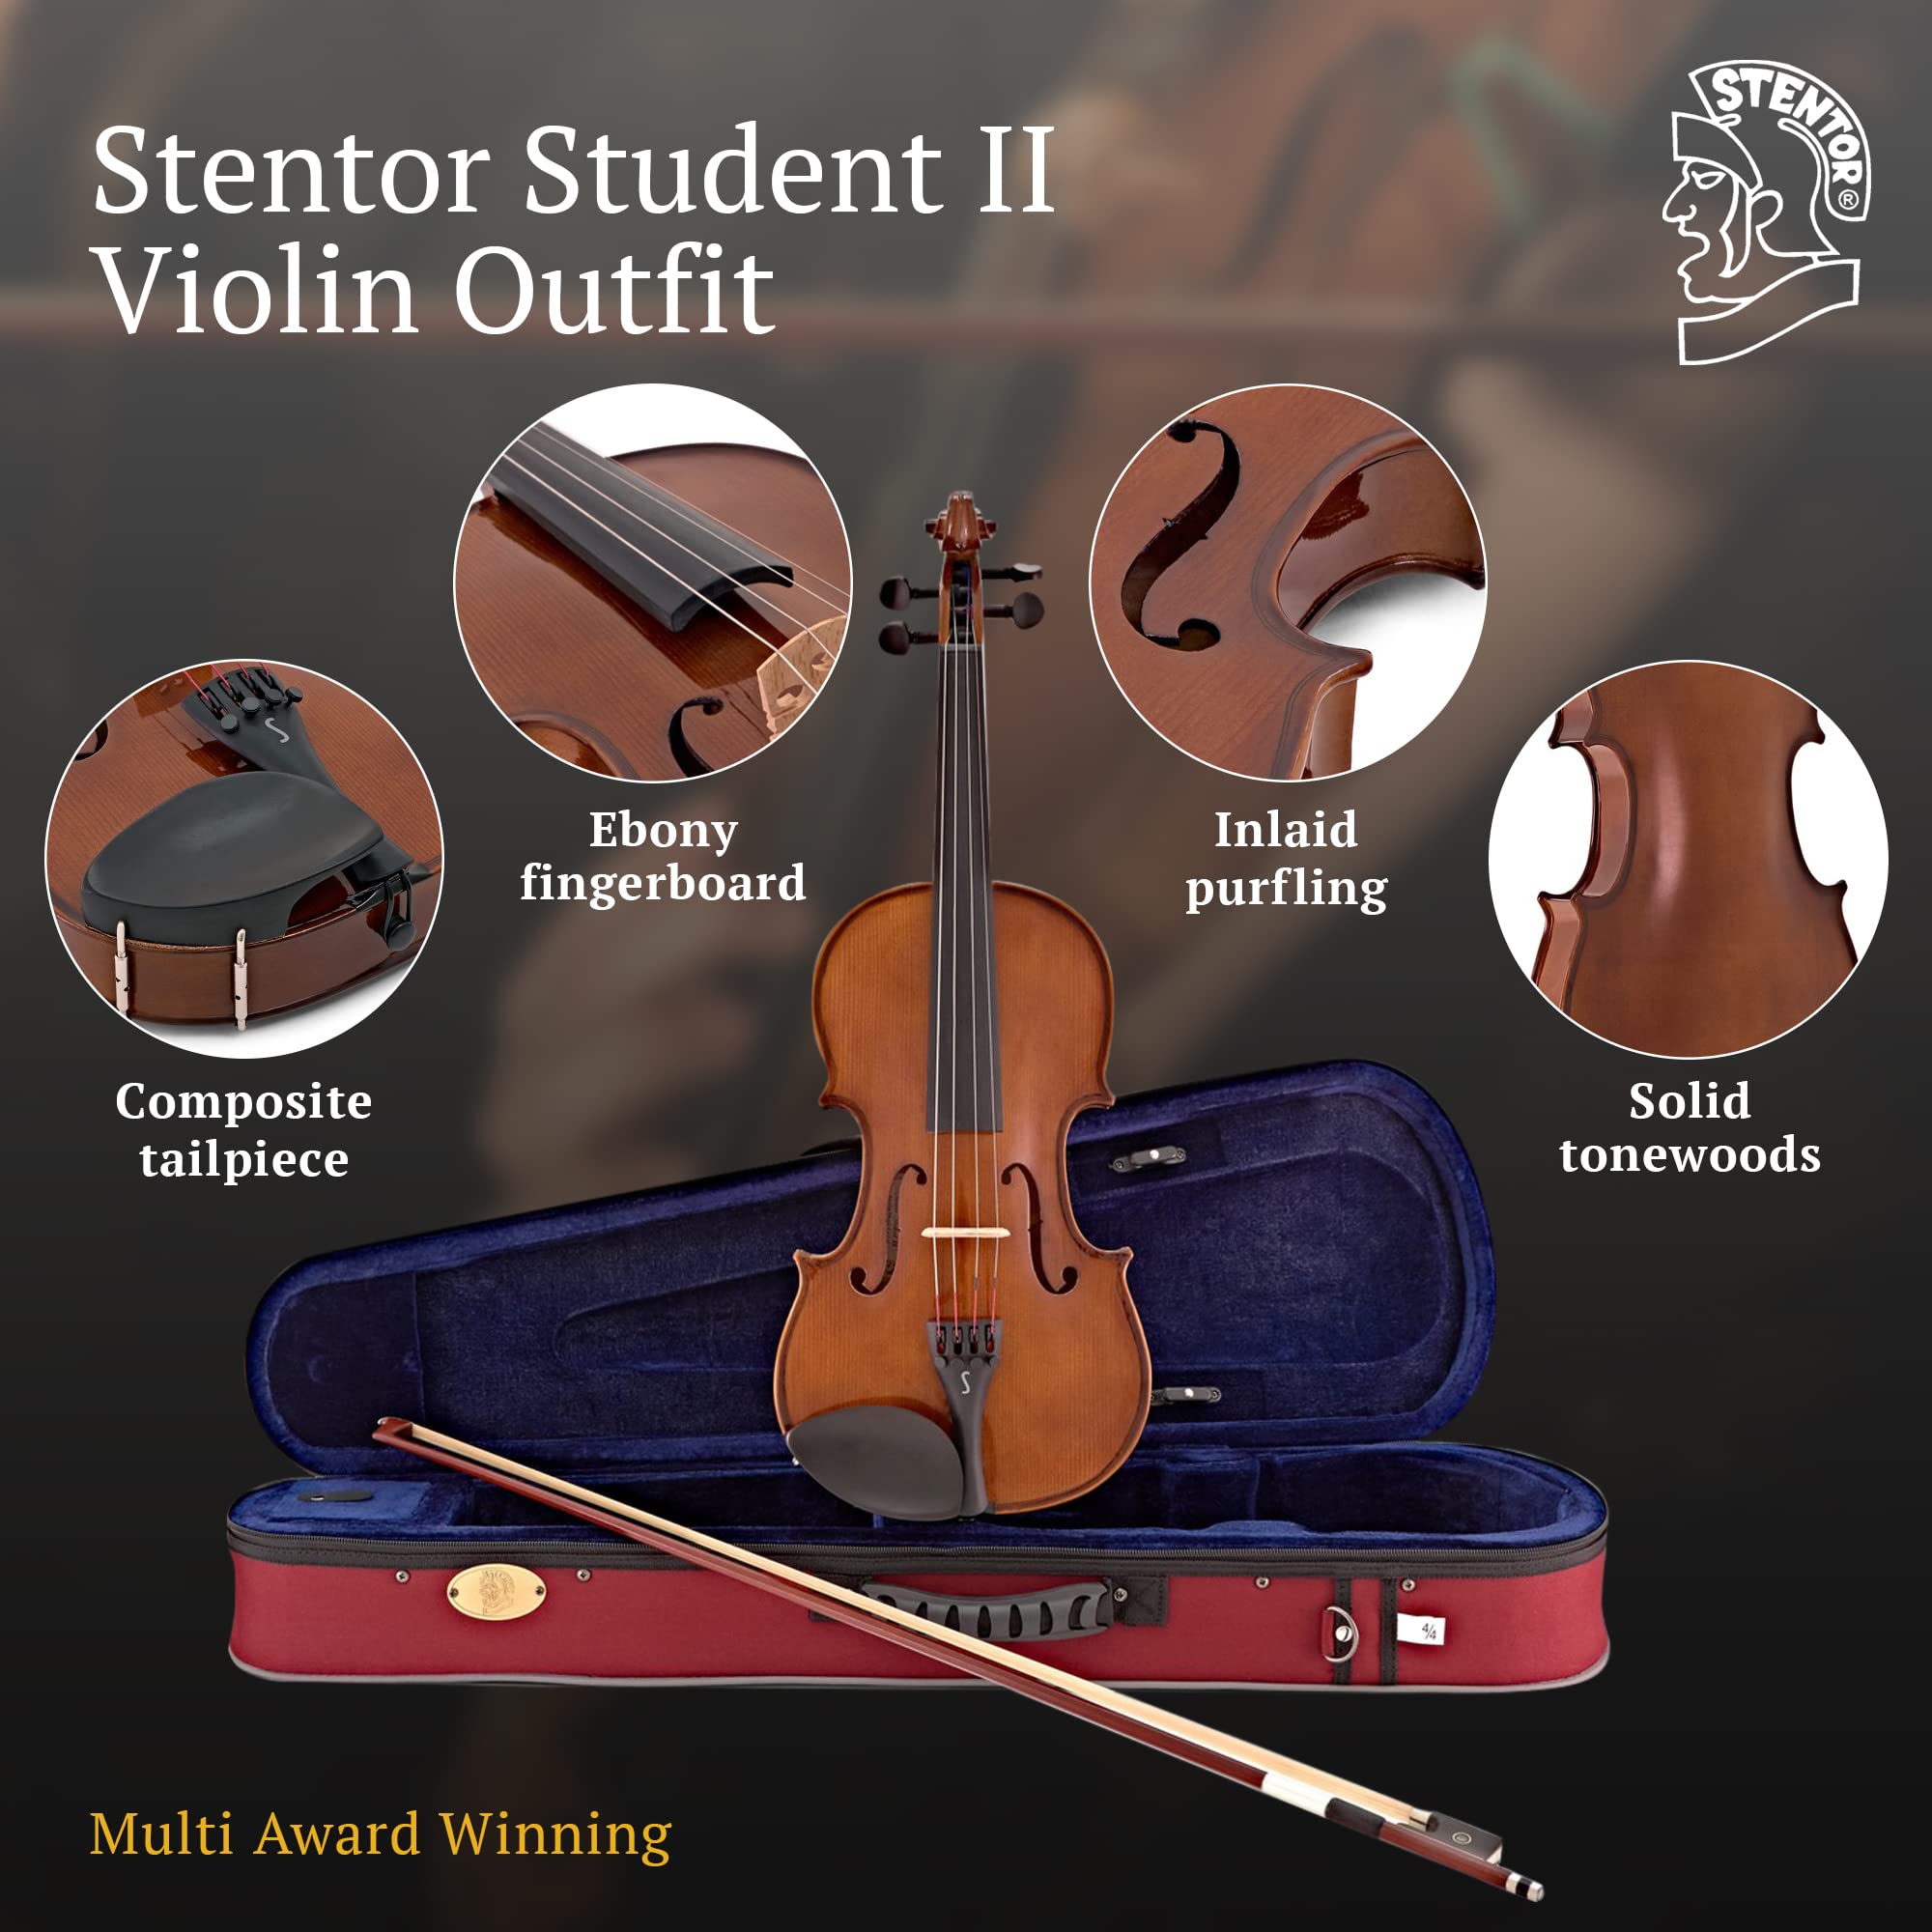 Stentor Student II
Violin Outfit
STENTOR®
Ebony
fingerboard
Inlaid
purfling
Composite
tailpiece
Solid
tonewoods
S
S
4/4
Multi Award Winning